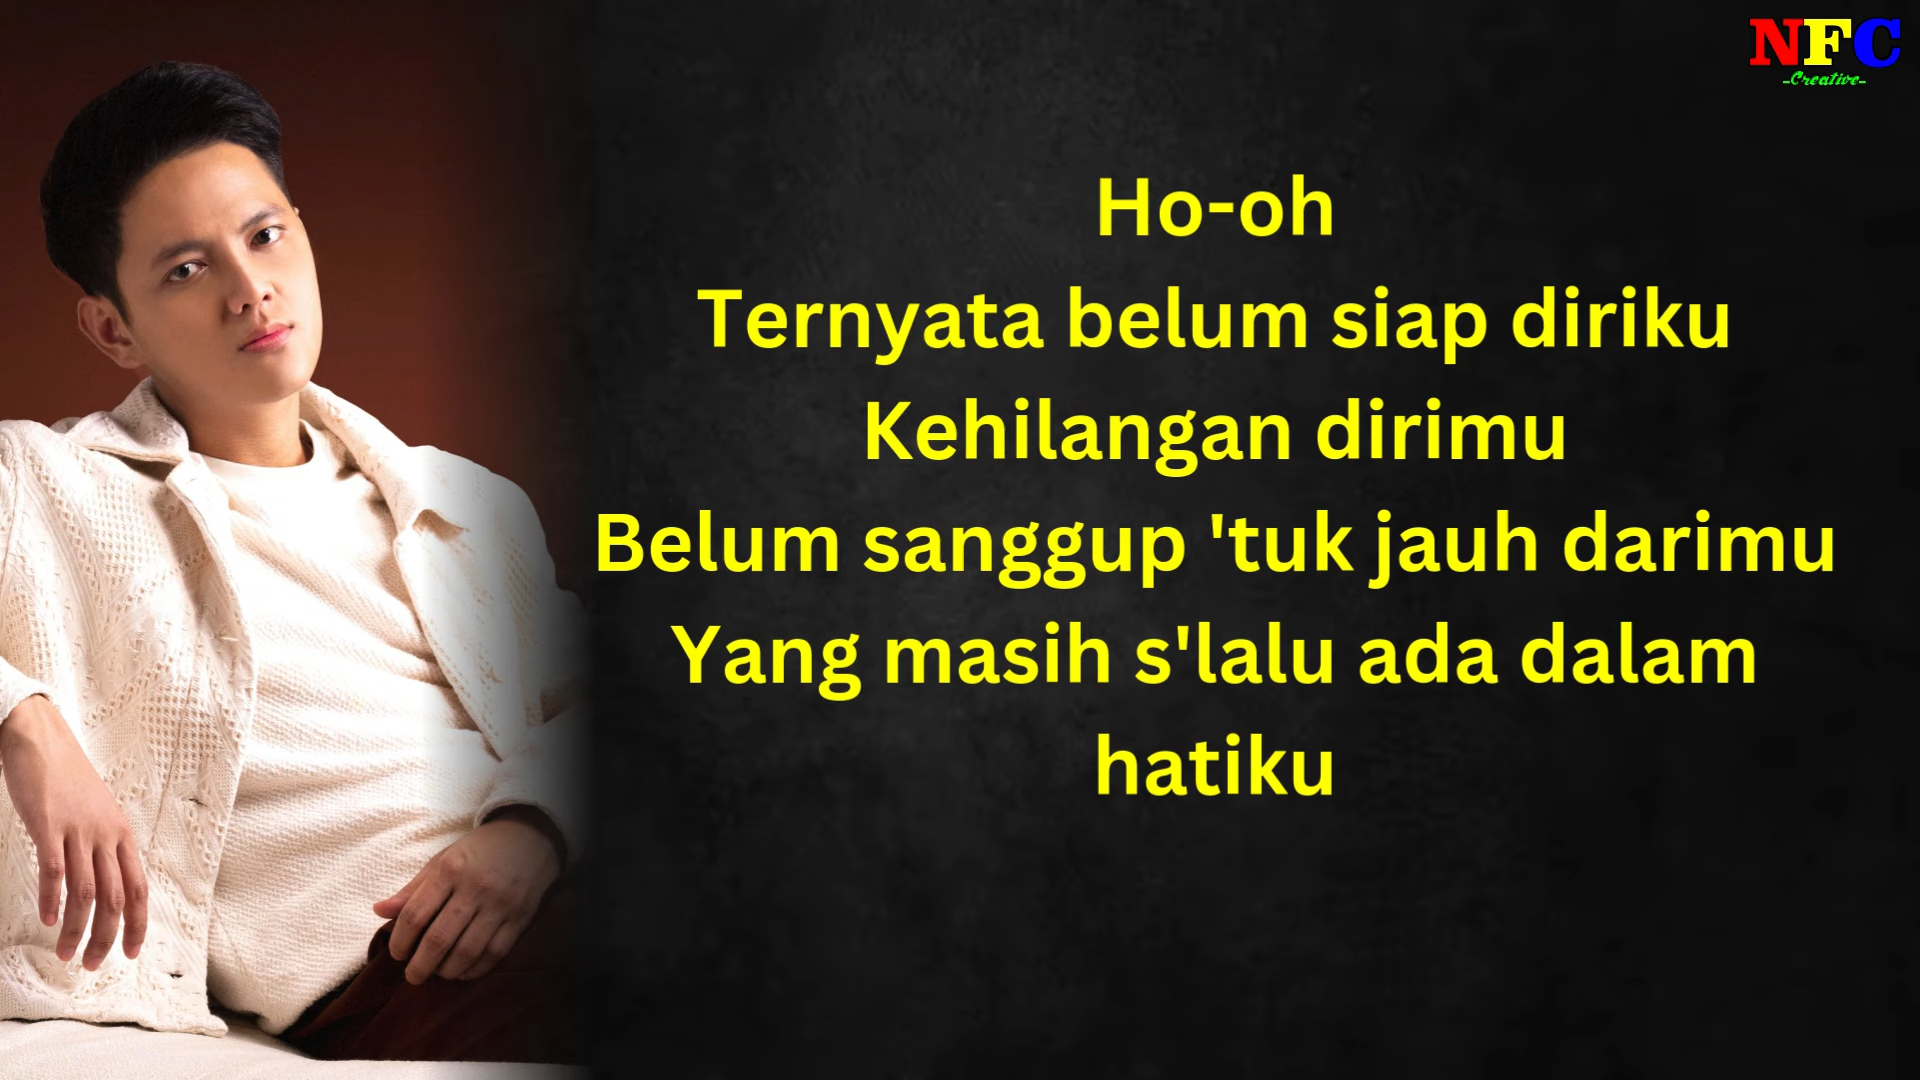 NFC
-Creative-
Ho-oh
Ternyata belum siap diriku
Kehilangan dirimu
Belum sanggup 'tuk jauh darimu
Yang masih s'lalu ada dalam
hatiku